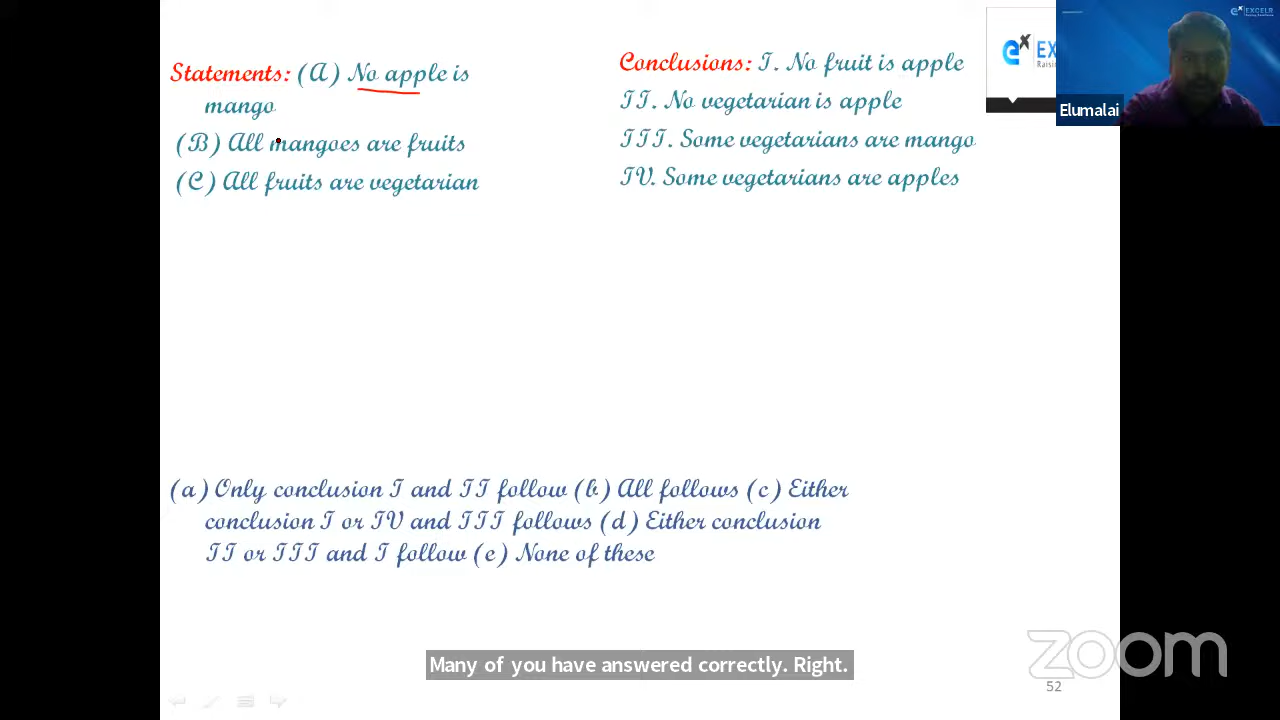 Statements: (A) No apple is
mango
(B) All mangoes are fruits
(C) All fruits are vegetarian
Conclusions: I. No fruit is apple
II. No vegetarian is apple
III. Some vegetarians are mango
IV. Some vegetarians are apples
(a) Only conclusion I and II follow (b) All follows (c) Either
conclusion I or IV and III follows (d) Either conclusion
II or III and I follow (e) None of these
Many of you have answered correctly. Right.
Elumalai
EXCELR
zoom
52